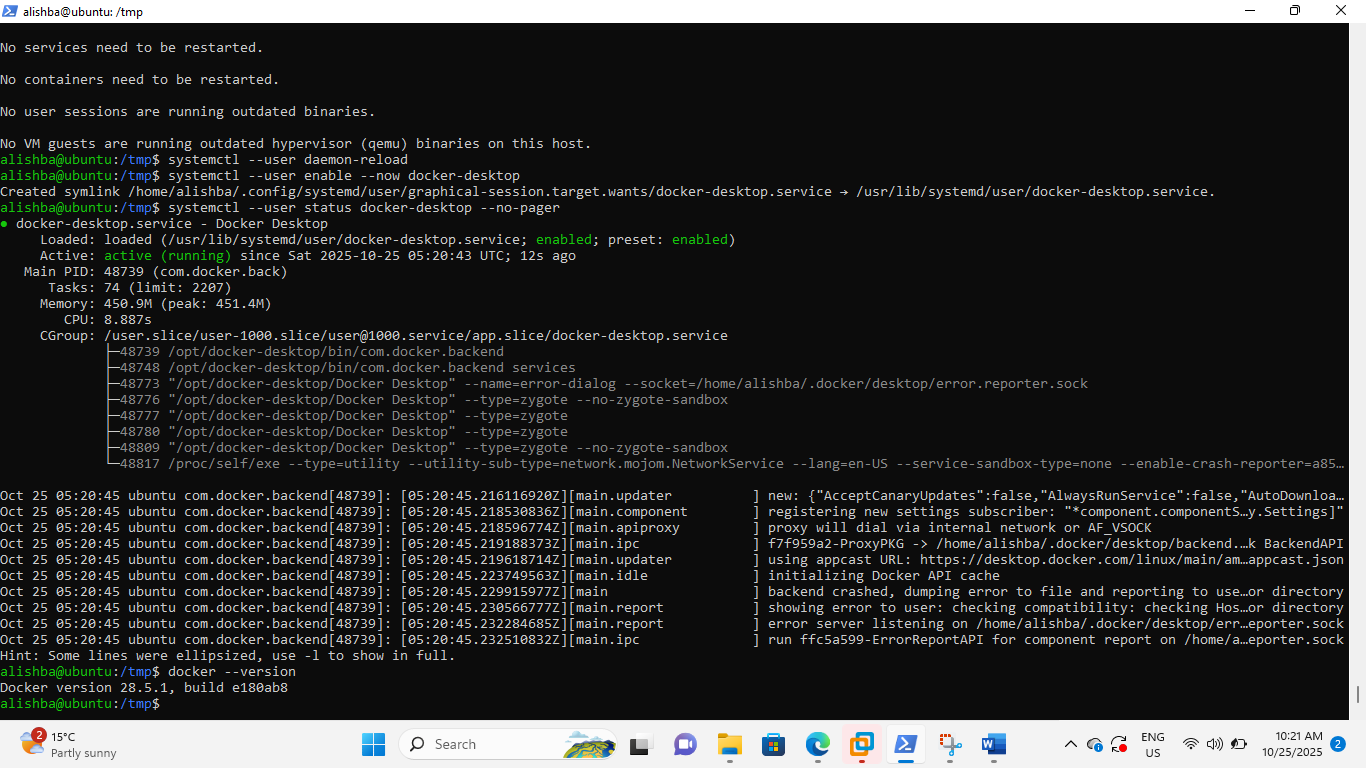 alishba@ubuntu: /tmp
No services need to be restarted.
No containers need to be restarted.
No user sessions are running outdated binaries.
No VM guests are running outdated hypervisor (qemu) binaries on this host.
alishba@ubuntu:/tmp$ systemctl --user daemon-reload
alishba@ubuntu:/tmp$ systemctl --user enable --now docker-desktop
Created symlink /home/alishba/.config/systemd/user/graphical-session.target.wants/docker-desktop.service → /usr/lib/systemd/user/docker-desktop.service.
alishba@ubuntu:/tmp$ systemctl --user status docker-desktop --no-pager
● docker-desktop.service - Docker Desktop
Loaded: loaded (/usr/lib/systemd/user/docker-desktop.service; enabled; preset: enabled)
Active: active (running) since Sat 2025-10-25 05:20:43 UTC; 12s ago
Main PID: 48739 (com.docker.back)
Tasks: 74 (limit: 2207)
Memory: 450.9M (peak: 451.4M)
CPU: 8.887s
CGroup: /user.slice/user-1000.slice/user@1000.service/app.slice/docker-desktop.service
├─48739 /opt/docker-desktop/bin/com.docker.backend
├─48748 /opt/docker-desktop/bin/com.docker.backend services
├─48773 "/opt/docker-desktop/Docker Desktop" --name=error-dialog --socket=/home/alishba/.docker/desktop/error.reporter.sock
├─48776 "/opt/docker-desktop/Docker Desktop" --type=zygote --no-zygote-sandbox
├─48777 "/opt/docker-desktop/Docker Desktop" --type=zygote
├─48780 "/opt/docker-desktop/Docker Desktop" --type=zygote
├─48809 "/opt/docker-desktop/Docker Desktop" --type=zygote --no-zygote-sandbox
└─48817 /proc/self/exe --type=utility --utility-sub-type=network.mojom.NetworkService --lang=en-US --service-sandbox-type=none --enable-crash-reporter=a85…
Oct 25 05:20:45 ubuntu com.docker.backend[48739]: [05:20:45.216116920Z][main.updater ] new: {"AcceptCanaryUpdates":false,"AlwaysRunService":false,"AutoDownloa…
Oct 25 05:20:45 ubuntu com.docker.backend[48739]: [05:20:45.218530836Z][main.component ] registering new settings subscriber: "*component.componentS…y.Settings]"
Oct 25 05:20:45 ubuntu com.docker.backend[48739]: [05:20:45.218596774Z][main.apiproxy ] proxy will dial via internal network or AF_VSOCK
Oct 25 05:20:45 ubuntu com.docker.backend[48739]: [05:20:45.219188373Z][main.ipc ] f7f959a2-ProxyPKG -> /home/alishba/.docker/desktop/backend.…k BackendAPI
Oct 25 05:20:45 ubuntu com.docker.backend[48739]: [05:20:45.219618714Z][main.updater ] using appcast URL: https://desktop.docker.com/linux/main/am…appcast.json
Oct 25 05:20:45 ubuntu com.docker.backend[48739]: [05:20:45.223749563Z][main.idle ] initializing Docker API cache
Oct 25 05:20:45 ubuntu com.docker.backend[48739]: [05:20:45.229915977Z][main ] backend crashed, dumping error to file and reporting to use…or directory
Oct 25 05:20:45 ubuntu com.docker.backend[48739]: [05:20:45.230566777Z][main.report ] showing error to user: checking compatibility: checking Hos…or directory
Oct 25 05:20:45 ubuntu com.docker.backend[48739]: [05:20:45.232284685Z][main.report ] error server listening on /home/alishba/.docker/desktop/err…eporter.sock
Oct 25 05:20:45 ubuntu com.docker.backend[48739]: [05:20:45.232510832Z][main.ipc ] run ffc5a599-ErrorReportAPI for component report on /home/a…eporter.sock
Hint: Some lines were ellipsized, use -l to show in full.
alishba@ubuntu:/tmp$ docker --version
Docker version 28.5.1, build e180ab8
alishba@ubuntu:/tmp$
2
15°C
Partly sunny
Search
W
ENG
US
10:21 AM
10/25/2025
2